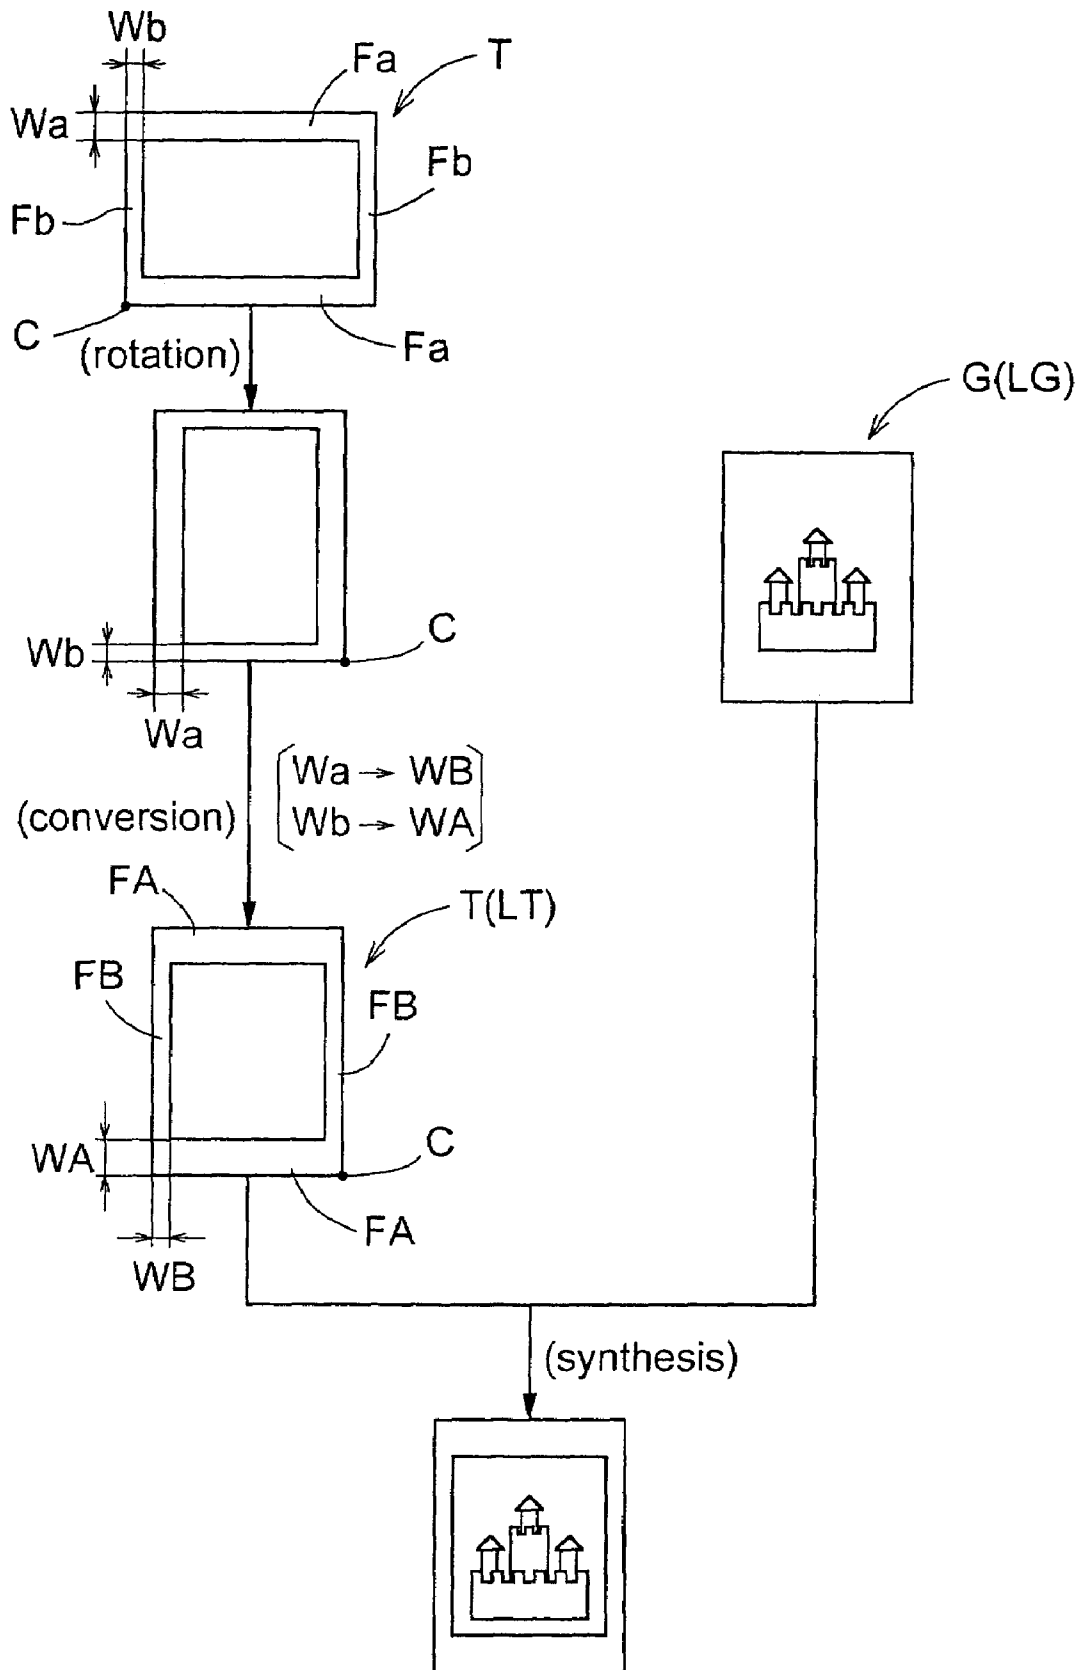 Wb
Fa
T
Wa
Fb
Fb
C
(rotation)
Fa
G(LG)
C
Wb
Wa
Wa → WB
(conversion)
Wb → WA
FA
T(LT)
FB
FB
WA
C
FA
WB
(synthesis)